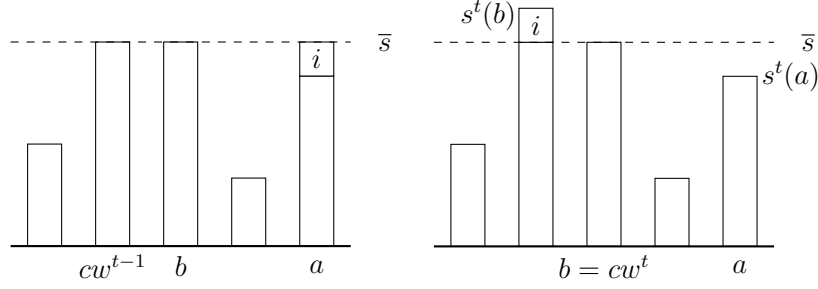 s̅
i
cw^{t−1} b a
s^t(b) i
s̅
s^t(a)
b = cw^t a